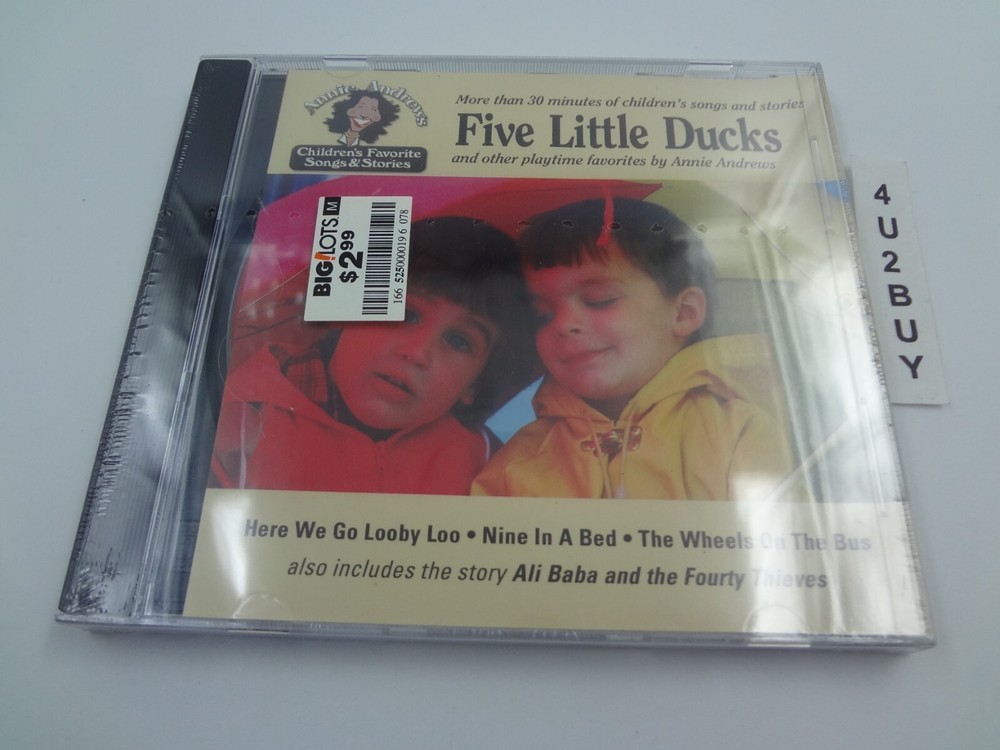 Annie Andrews
Children's Favorite
Songs & Stories
More than 30 minutes of children's songs and stories
Five Little Ducks
and other playtime favorites by Annie Andrews
BIG LOTS. M
$2.99
166 525000019 6 078
4U2BUY
Here We Go Looby Loo • Nine In A Bed • The Wheels On The Bus
also includes the story Ali Baba and the Fourty Thieves